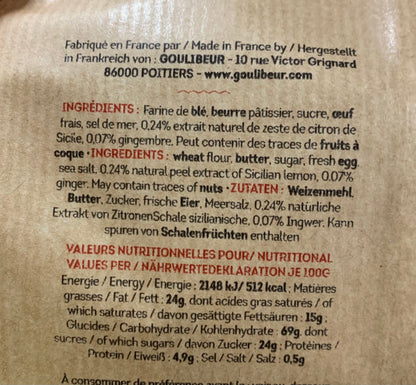 Fabriqué en France par / Made in France by / Hergestellt
in Frankreich von : GOULIBEUR - 10 rue Victor Grignard
86000 POITIERS - www.goulibeur.com
INGRÉDIENTS : Farine de blé, beurre pâtissier, sucre, œuf
frais, sel de mer, 0,24% extrait naturel de zeste de citron de
Sicile, 0,07% gingembre. Peut contenir des traces de fruits à
coque • INGREDIENTS : wheat flour, butter, sugar, fresh egg,
sea salt, 0.24% natural peel extract of Sicilian lemon, 0.07%
ginger. May contain traces of nuts • ZUTATEN : Weizenmehl,
Butter, Zucker, frische Eier, Meersalz, 0.24% natürliche
Extrakt von ZitronenSchale sizilianische, 0,07% Ingwer. Kann
spuren von Schalenfrüchten enthalten
VALEURS NUTRITIONNELLES POUR/ NUTRITIONAL
VALUES PER / NÄHRWERTEDEKLARATION JE 100G
Energie / Energy / Energie : 2148 kJ/ 512 kcal ; Matières
grasses / Fat / Fett : 24g, dont acides gras saturés / of
which saturates / davon gesättigte Fettsäuren : 15g ;
Glucides / Carbohydrate / Kohlenhydrate : 69g, dont
sucres / of which sugars / davon Zucker : 24g ; Protéines /
Protein / Eiweiß : 4,9g ; Sel / Salt / Salz : 0,5g
À consommer de préférence avant le